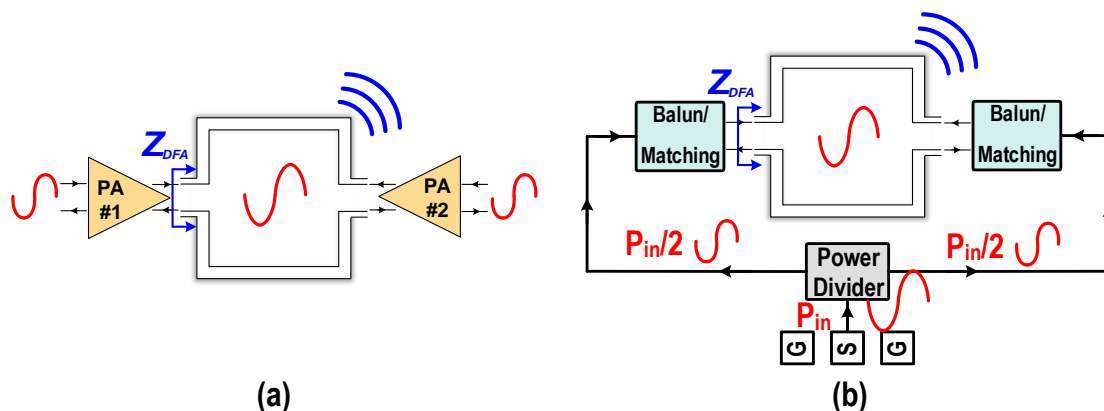 Z_DFA
PA
#1
PA
#2
(a)
Z_DFA
Balun/
Matching
Balun/
Matching
P_in/2
P_in/2
Power
Divider
P_in
G
S
G
(b)